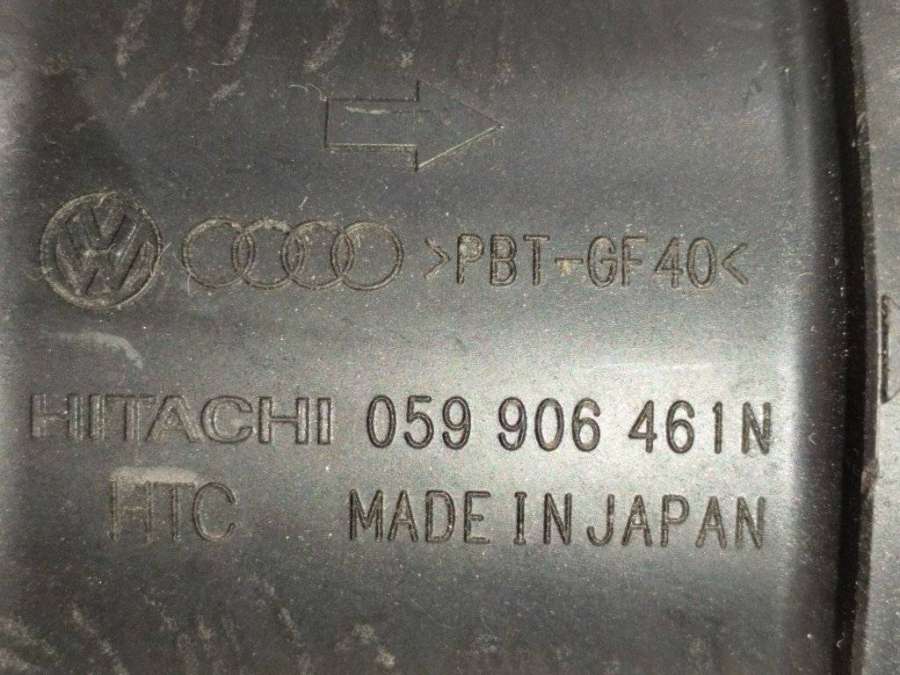 >PBT-GF40<
HITACHI 059 906 461N
HTC MADE IN JAPAN